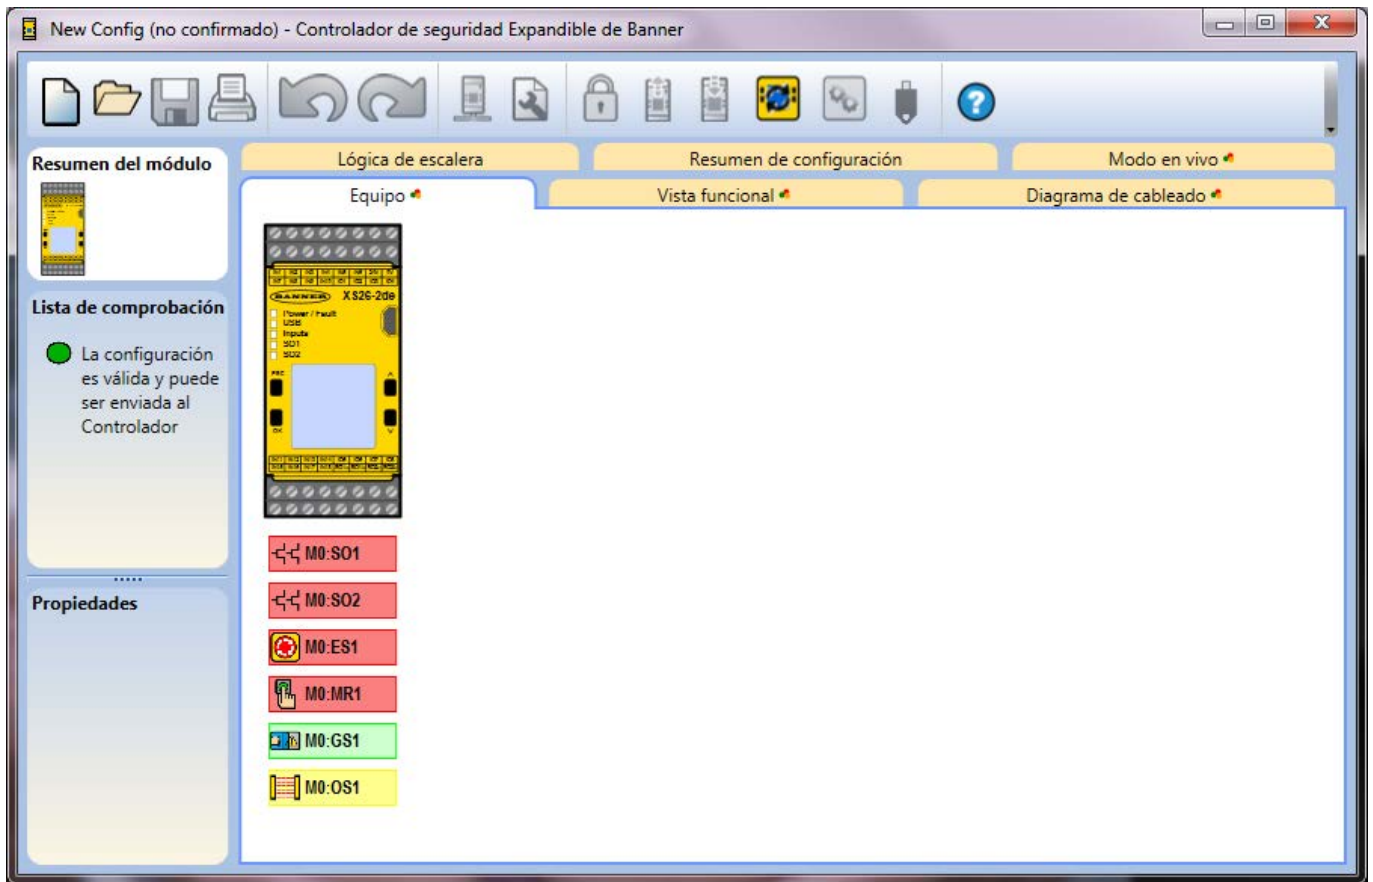 New Config (no confirmado) - Controlador de seguridad Expandible de Banner
Resumen del módulo
Lógica de escalera
Resumen de configuración
Modo en vivo
Equipo
Vista funcional
Diagrama de cableado
Lista de comprobación
La configuración
es válida y puede
ser enviada al
Controlador
Propiedades
BANNER
XS26-2de
Power / Fault
USB
Inputs
SO1
SO2
OK
M0:SO1
M0:SO2
M0:ES1
M0:MR1
M0:GS1
M0:OS1